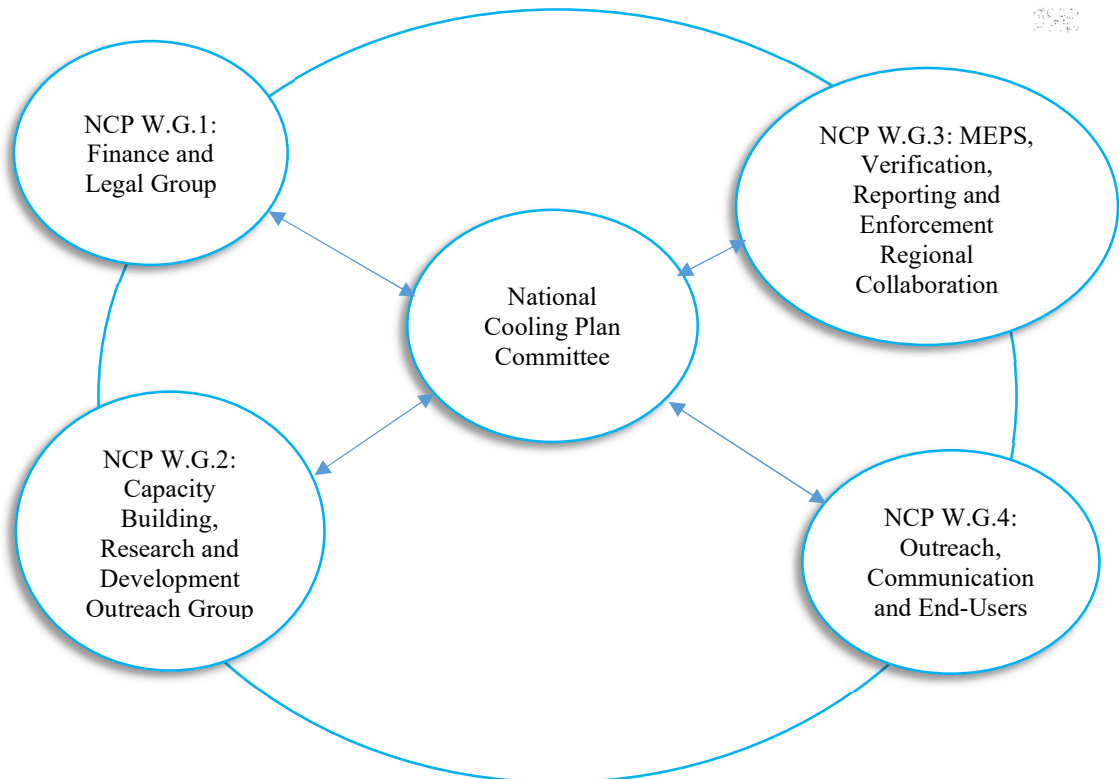 NCP W.G.1:
Finance and
Legal Group
NCP W.G.3: MEPS,
Verification,
Reporting and
Enforcement
Regional
Collaboration
National
Cooling Plan
Committee
NCP W.G.2:
Capacity
Building,
Research and
Development
Outreach Group
NCP W.G.4:
Outreach,
Communication
and End-Users